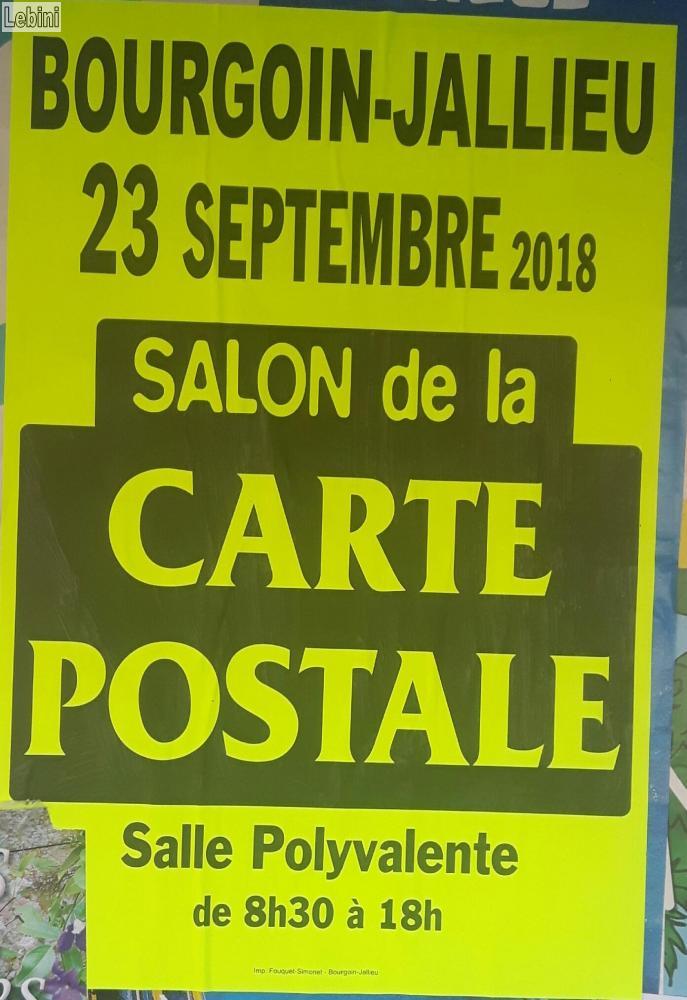 Lebini
BOURGOIN-JALLIEU
23 SEPTEMBRE 2018
SALON de la
CARTE
POSTALE
Salle Polyvalente
de 8h30 à 18h
Imp. Fouquet-Simonet - Bourgoin-Jallieu